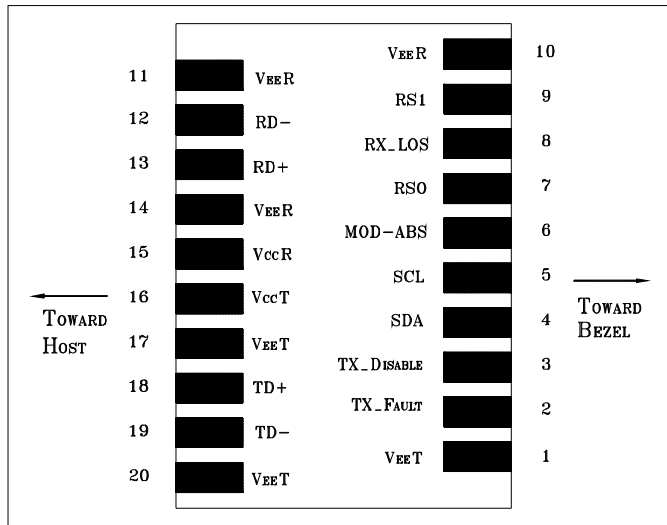 VEER 10
11 VEER
RS1 9
12 RD-
RX_LOS 8
13 RD+
RS0 7
14 VEER
MOD-ABS 6
15 VCCR
SCL 5
16 VCCT
TOWARD
HOST
TOWARD
BEZEL
SDA 4
17 VEET
TX_DISABLE 3
18 TD+
TX_FAULT 2
19 TD-
VEET 1
20 VEET